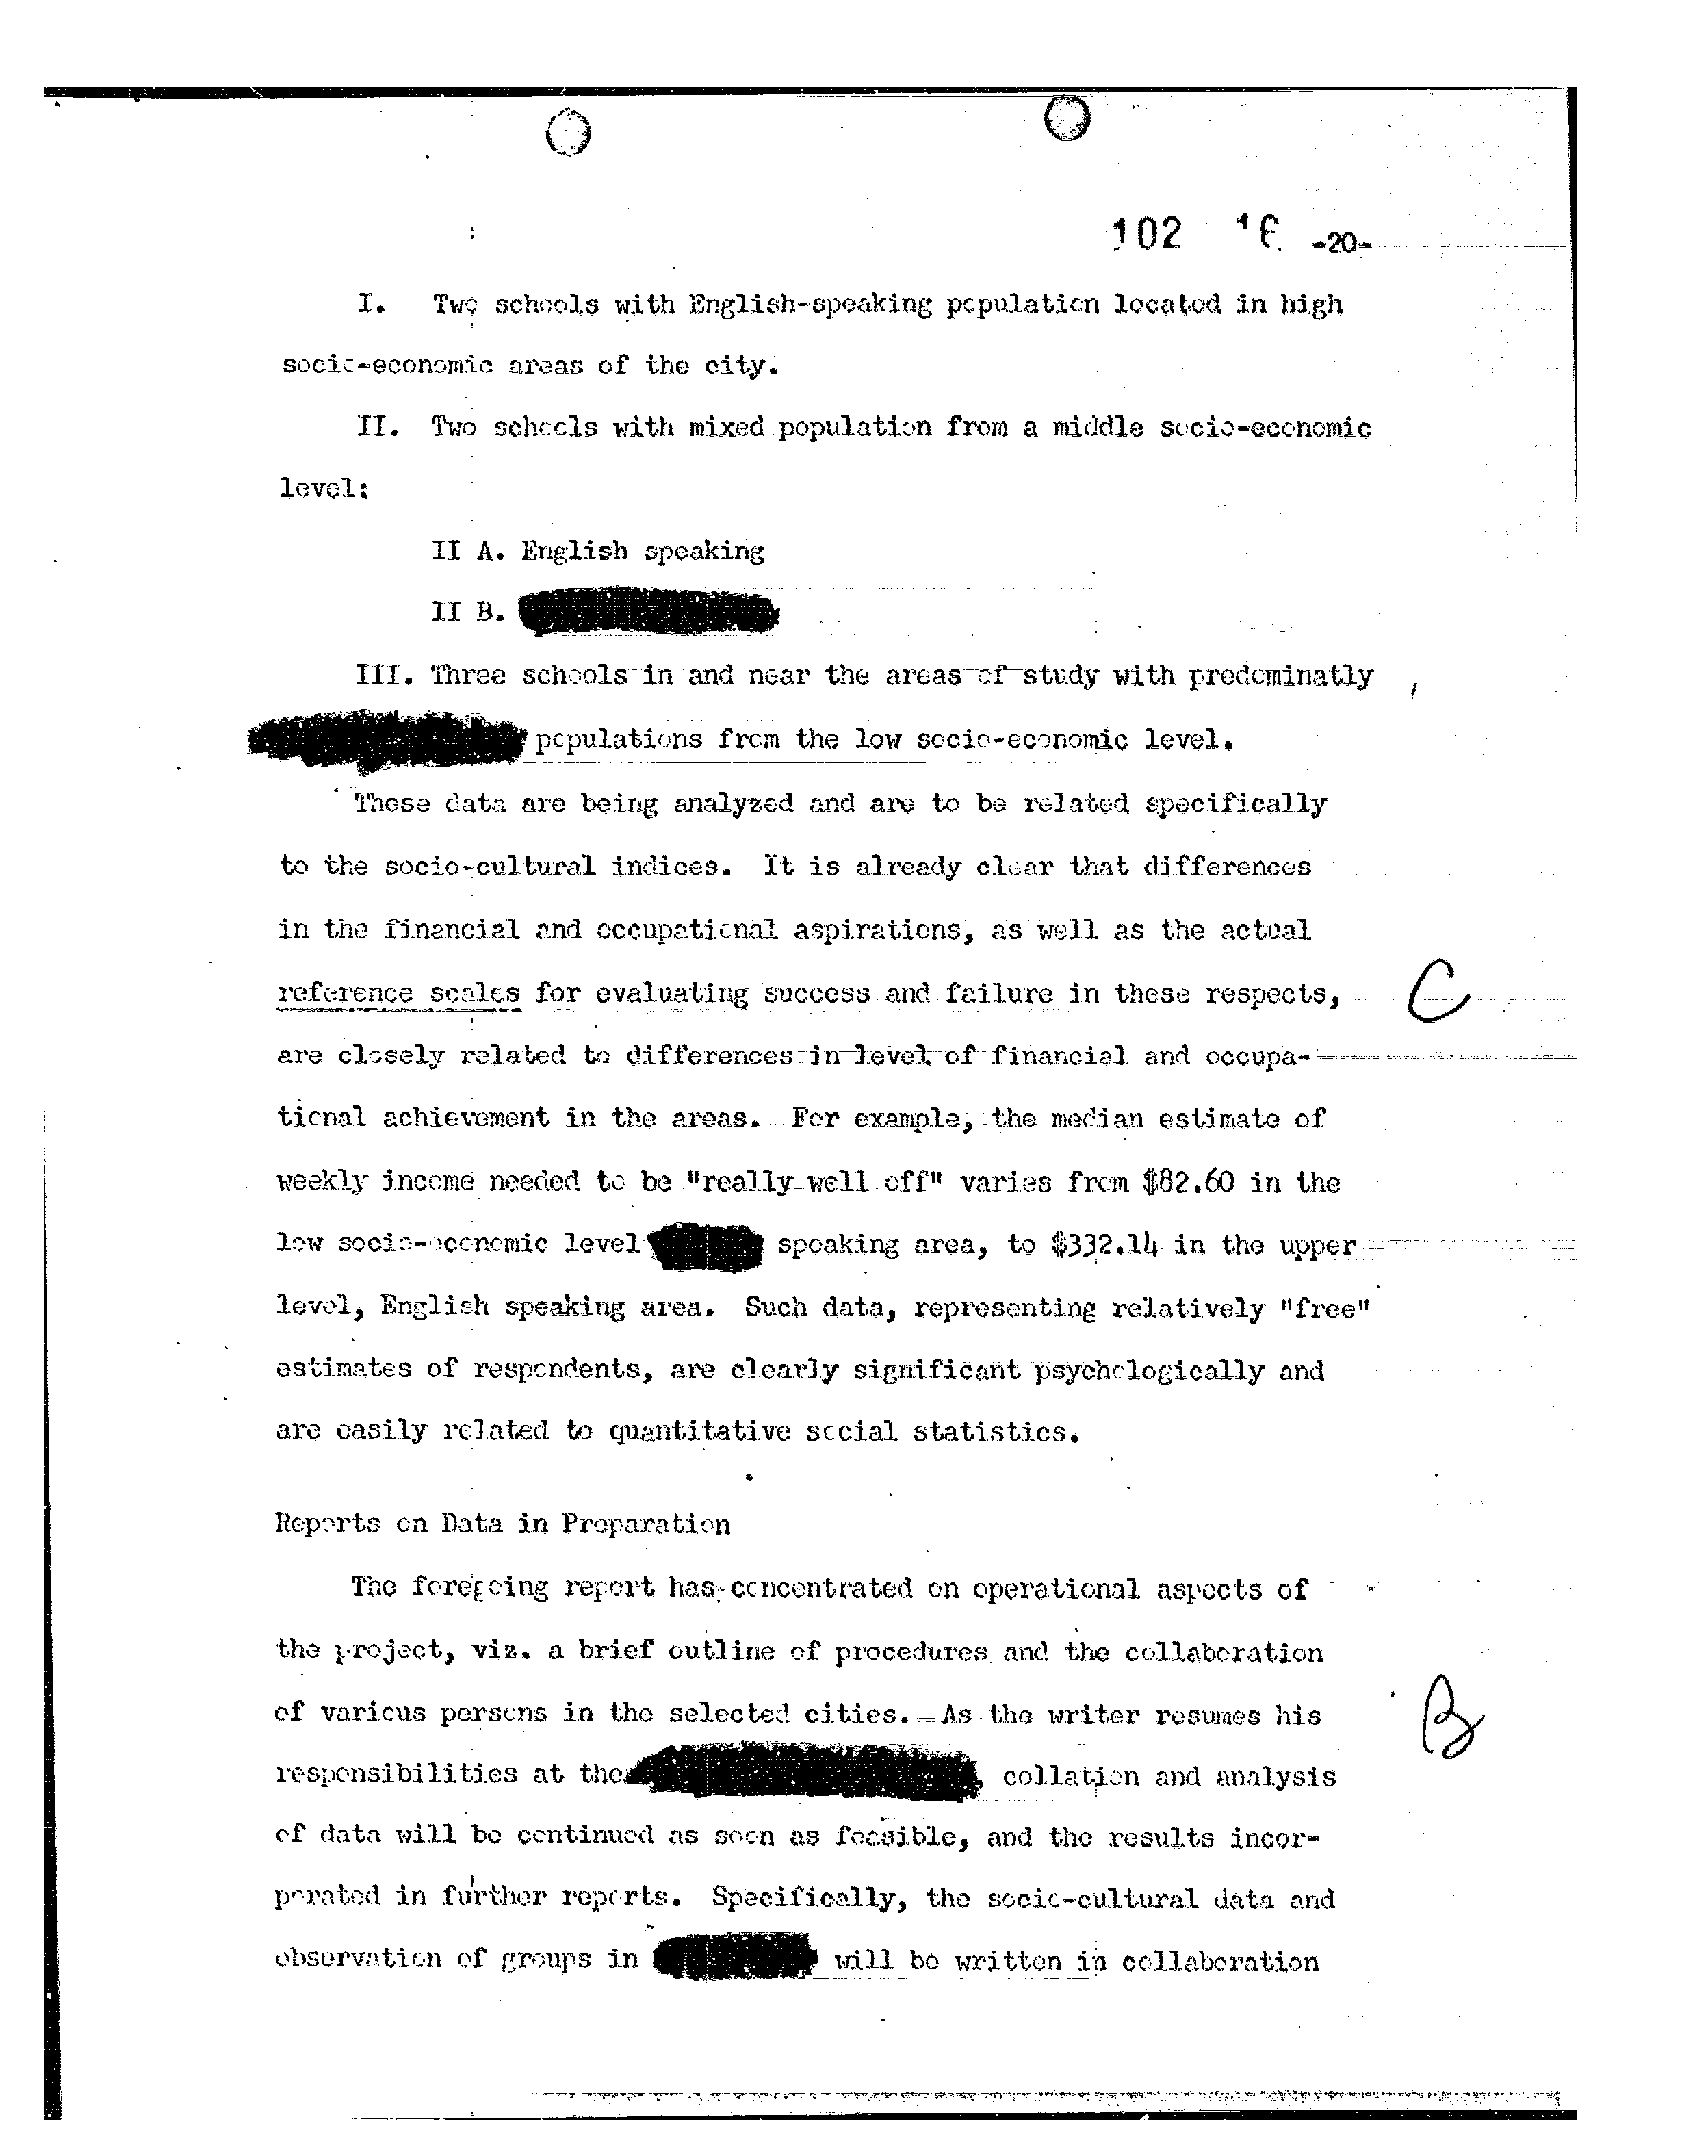 102 16 -20-
I. Two schools with English-speaking population located in high
socio-economic areas of the city.
II. Two schools with mixed population from a middle socio-economic
level:
II A. English speaking
II B.
III. Three schools in and near the areas of study with predominatly
populations from the low socio-economic level.
These data are being analyzed and are to be related specifically
to the socio-cultural indices. It is already clear that differences
in the financial and occupational aspirations, as well as the actual
reference scales for evaluating success and failure in these respects,
C
are closely related to differences in level of financial and occupa-
tional achievement in the areas. For example, the median estimate of
weekly income needed to be "really well off" varies from $82.60 in the
low socio-economic level speaking area, to $332.14 in the upper
level, English speaking area. Such data, representing relatively "free"
estimates of respondents, are clearly significant psychologically and
are easily related to quantitative social statistics.
Reports on Data in Preparation
The foregoing report has concentrated on operational aspects of
the project, viz. a brief outline of procedures and the collaboration
of various persons in the selected cities. As the writer resumes his
B
responsibilities at the collation and analysis
of data will be continued as soon as feasible, and the results incor-
porated in further reports. Specifically, the socio-cultural data and
observation of groups in will be written in collaboration